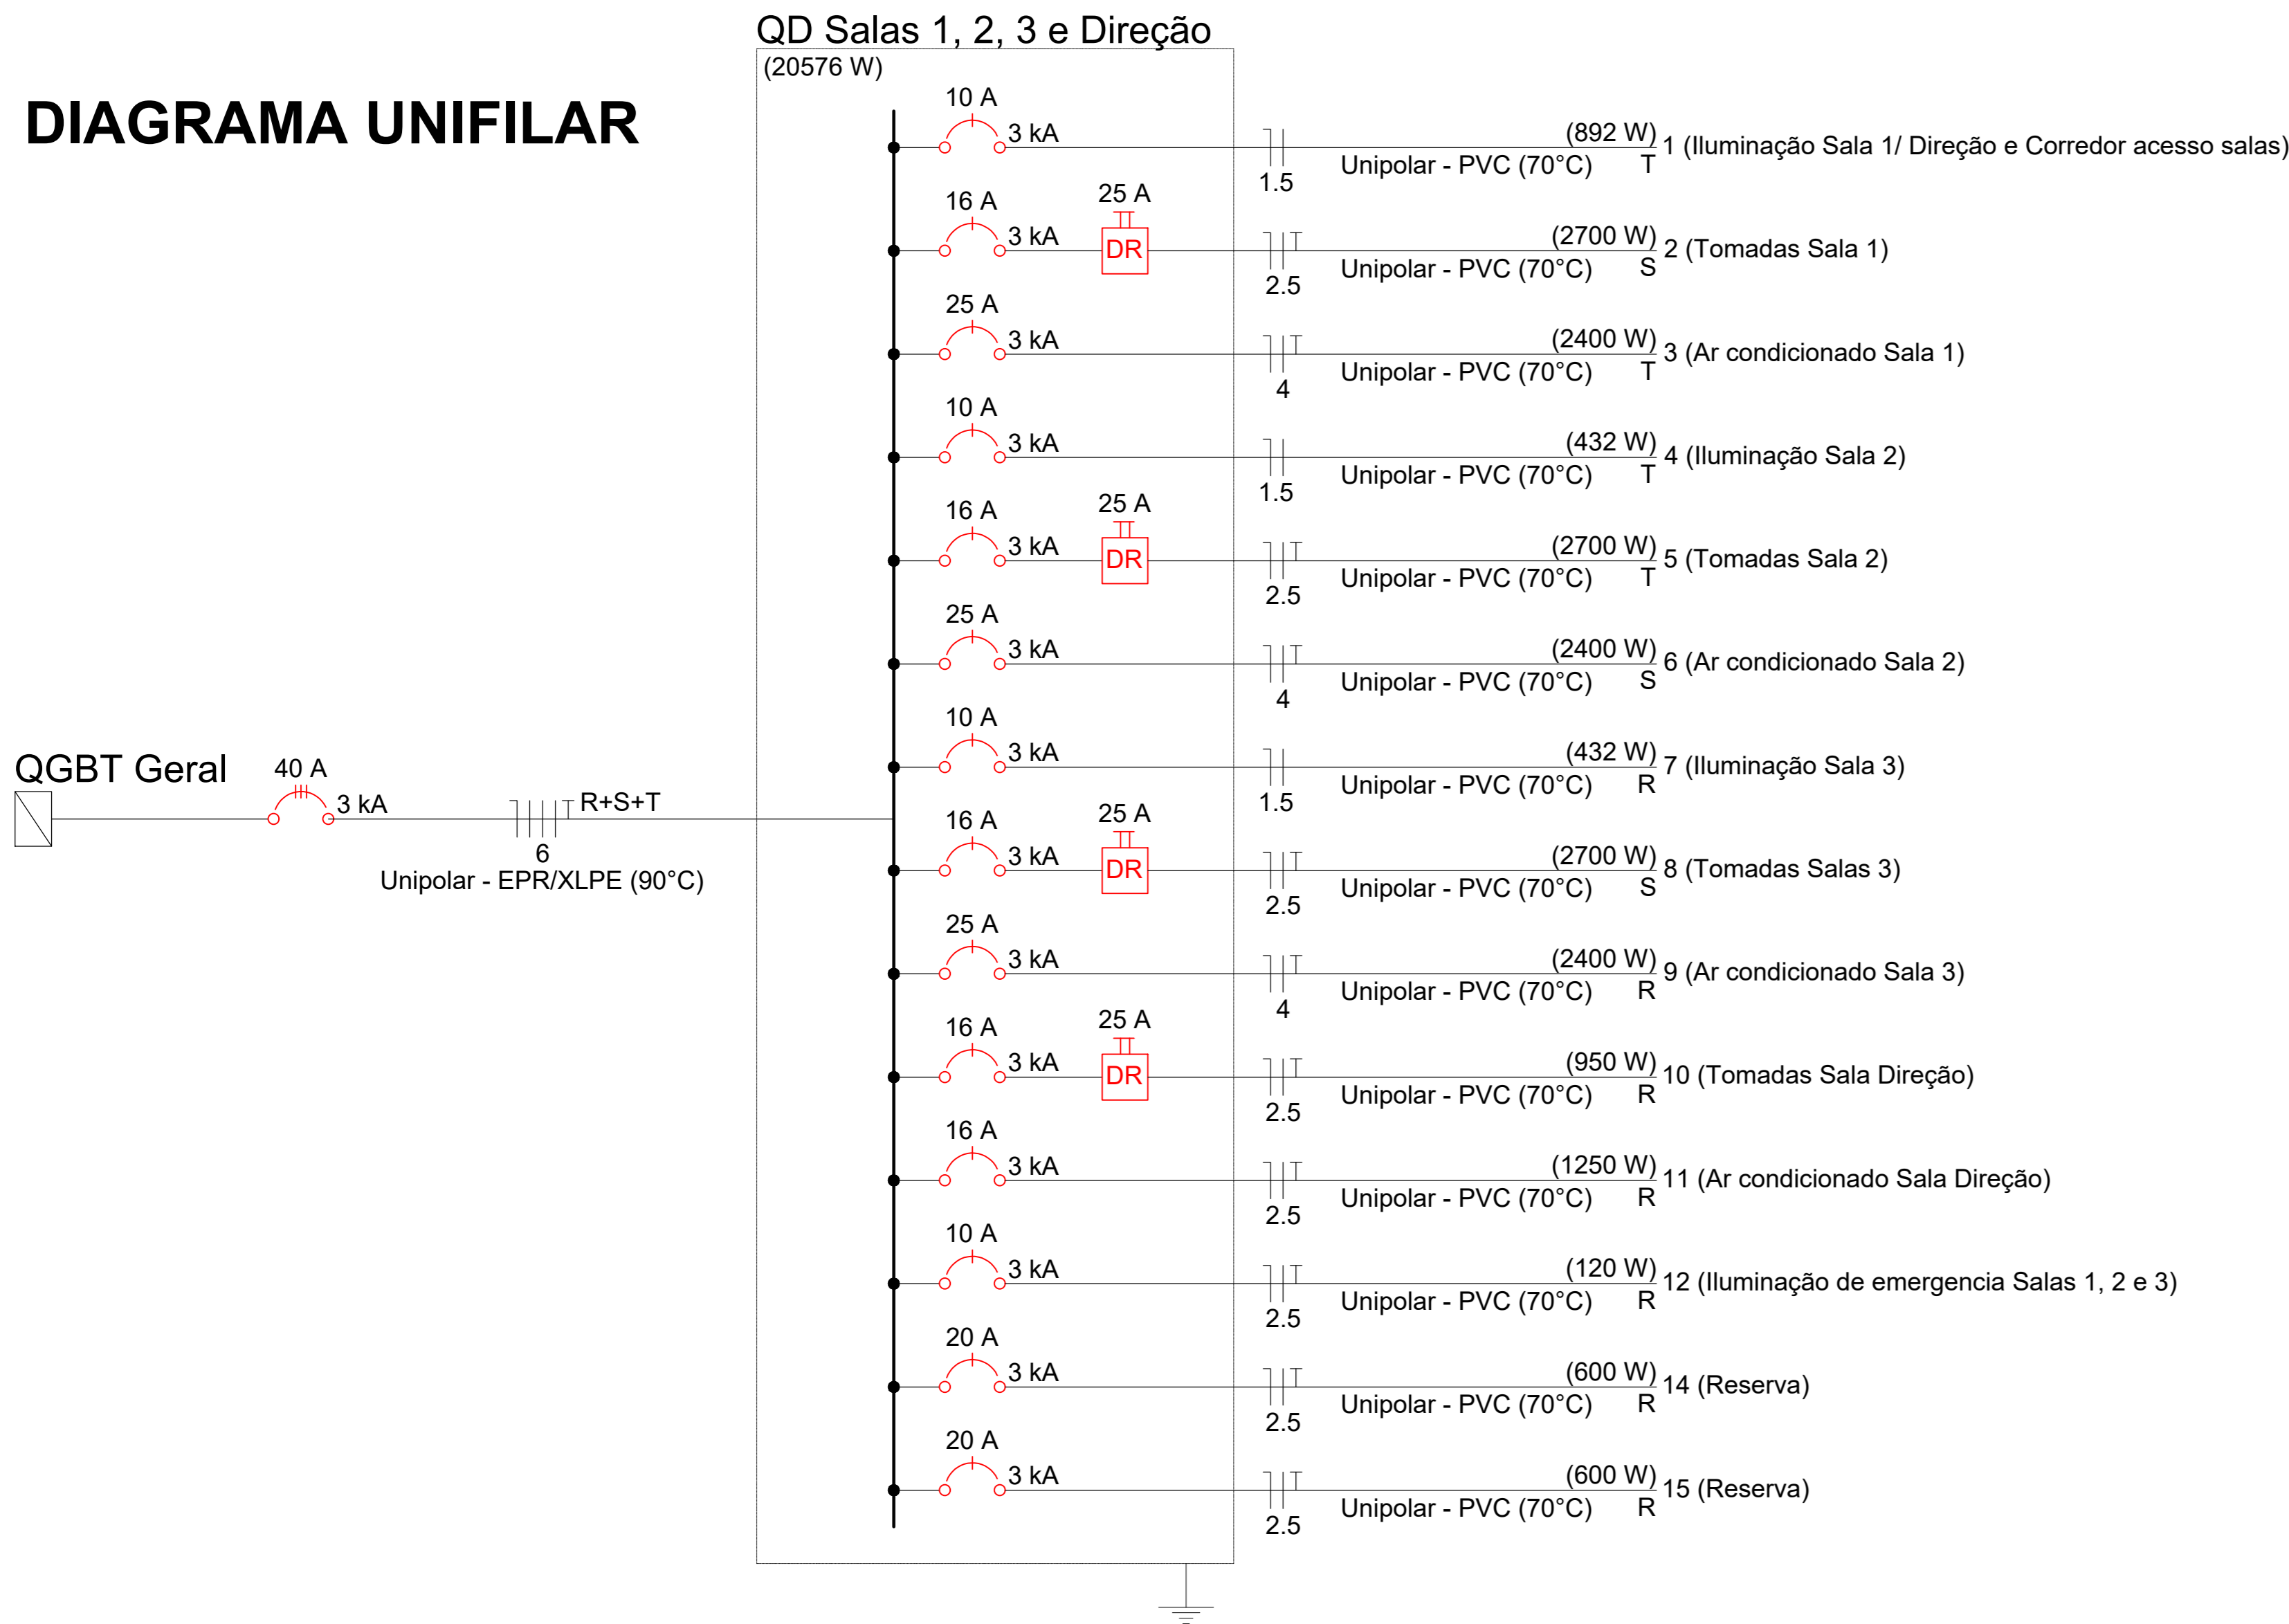 QD Salas 1, 2, 3 e Direção
(20576 W)
DIAGRAMA UNIFILAR
10 A
3 kA
1.5
(892 W)
Unipolar - PVC (70°C)
T
1 (Iluminação Sala 1/ Direção e Corredor acesso salas)
16 A
3 kA
25 A
DR
2.5
(2700 W)
Unipolar - PVC (70°C)
S
2 (Tomadas Sala 1)
25 A
3 kA
4
(2400 W)
Unipolar - PVC (70°C)
T
3 (Ar condicionado Sala 1)
10 A
3 kA
1.5
(432 W)
Unipolar - PVC (70°C)
T
4 (Iluminação Sala 2)
16 A
3 kA
25 A
DR
2.5
(2700 W)
Unipolar - PVC (70°C)
T
5 (Tomadas Sala 2)
25 A
3 kA
4
(2400 W)
Unipolar - PVC (70°C)
S
6 (Ar condicionado Sala 2)
QGBT Geral
40 A
3 kA
R+S+T
6
Unipolar - EPR/XLPE (90°C)
10 A
3 kA
1.5
(432 W)
Unipolar - PVC (70°C)
R
7 (Iluminação Sala 3)
16 A
3 kA
25 A
DR
2.5
(2700 W)
Unipolar - PVC (70°C)
S
8 (Tomadas Salas 3)
25 A
3 kA
4
(2400 W)
Unipolar - PVC (70°C)
R
9 (Ar condicionado Sala 3)
16 A
3 kA
25 A
DR
2.5
(950 W)
Unipolar - PVC (70°C)
R
10 (Tomadas Sala Direção)
16 A
3 kA
2.5
(1250 W)
Unipolar - PVC (70°C)
R
11 (Ar condicionado Sala Direção)
10 A
3 kA
2.5
(120 W)
Unipolar - PVC (70°C)
R
12 (Iluminação de emergencia Salas 1, 2 e 3)
20 A
3 kA
2.5
(600 W)
Unipolar - PVC (70°C)
R
14 (Reserva)
20 A
3 kA
2.5
(600 W)
Unipolar - PVC (70°C)
R
15 (Reserva)